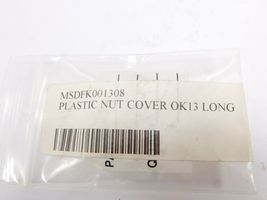 MSDFK001308
PLASTIC NUT COVER OK13 LONG
P
Q